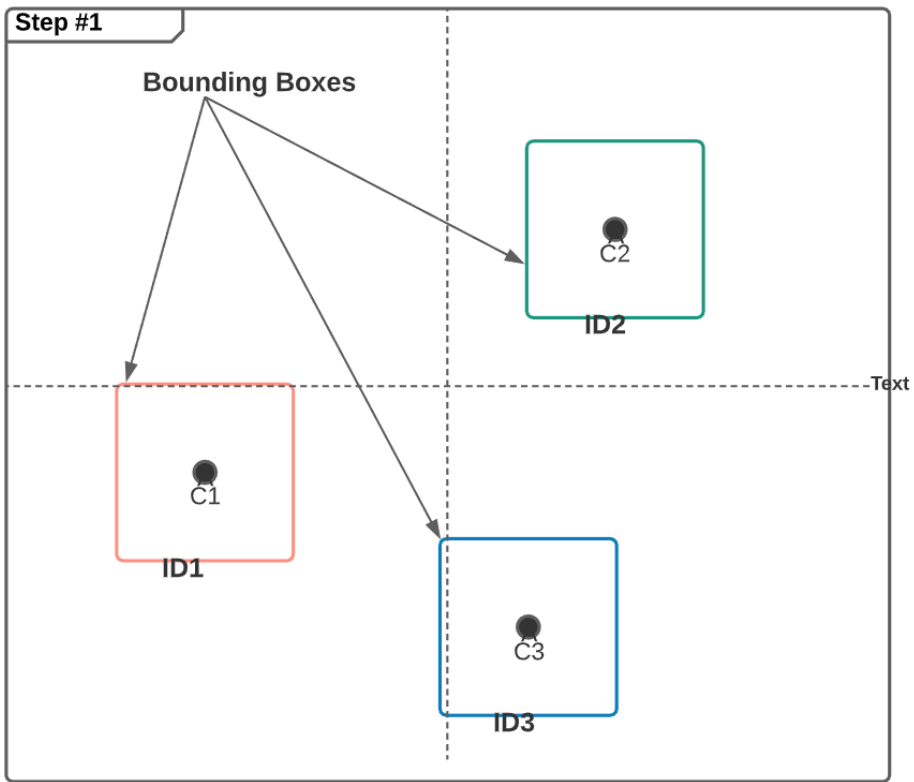 Step #1
Bounding Boxes
C2
ID2
Text
C1
ID1
C3
ID3